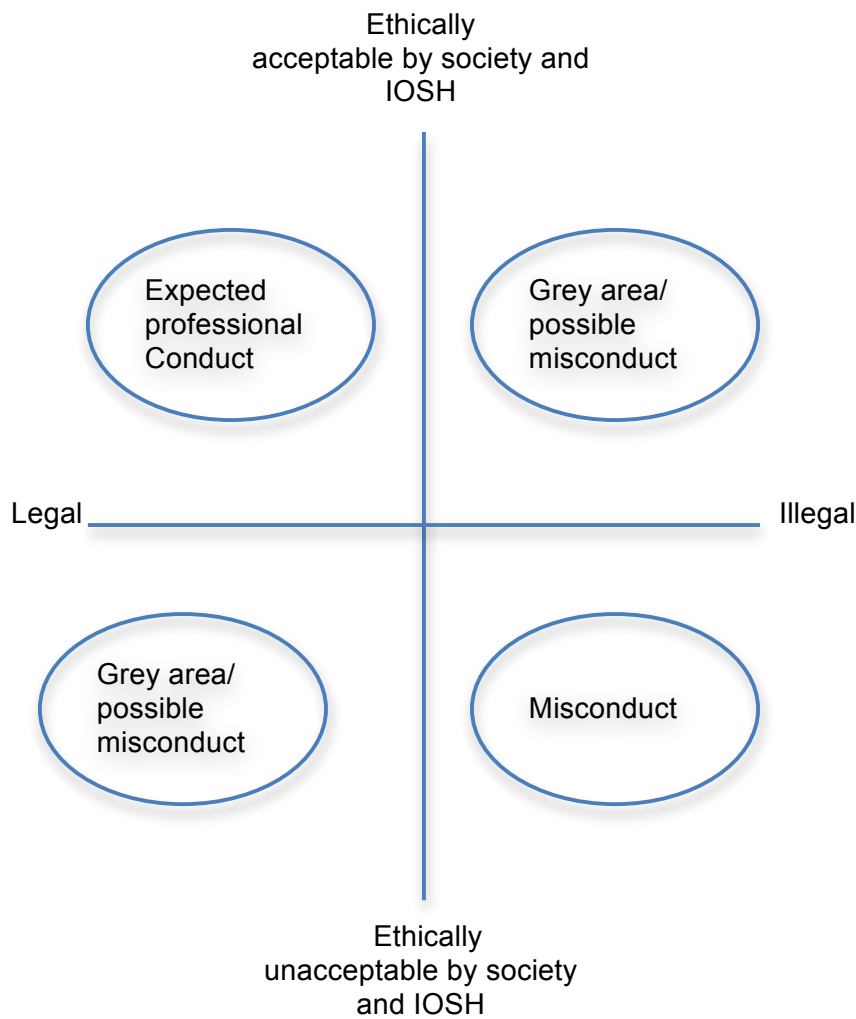 Ethically
acceptable by society and
IOSH
Expected
professional
Conduct
Grey area/
possible
misconduct
Legal
Illegal
Grey area/
possible
misconduct
Misconduct
Ethically
unacceptable by society
and IOSH